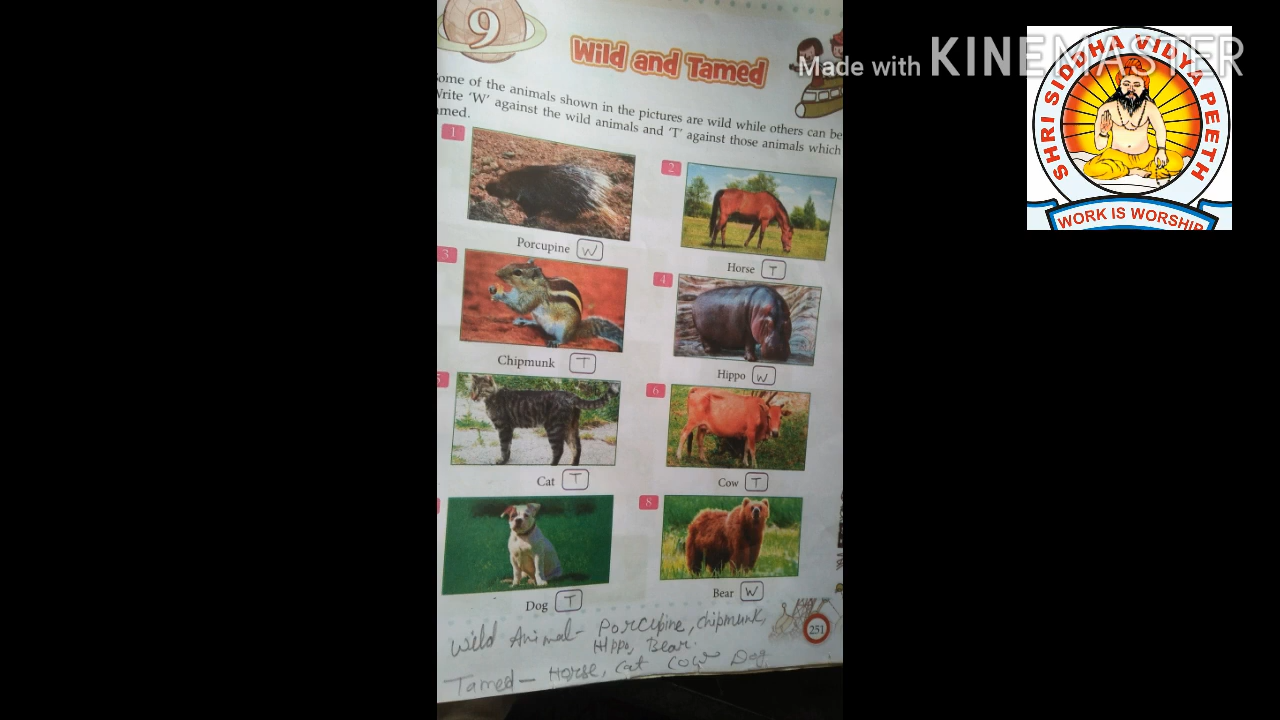 Made with KINEMASTER
SHRI SIDDHA VIDYA PEETH
WORK IS WORSHIP
9
Wild and Tamed
ome of the animals shown in the pictures are wild while others can be
Write 'W' against the wild animals and 'T' against those animals which
amed.
1
2
Porcupine W
Horse T
3
4
Chipmunk T
Hippo W
5
6
Cat T
Cow T
8
Dog T
Bear W
251
Wild Animal- Porcupine, Chipmunk,
Hippo, Bear.
Tamed- Horse, Cat Cow Dog